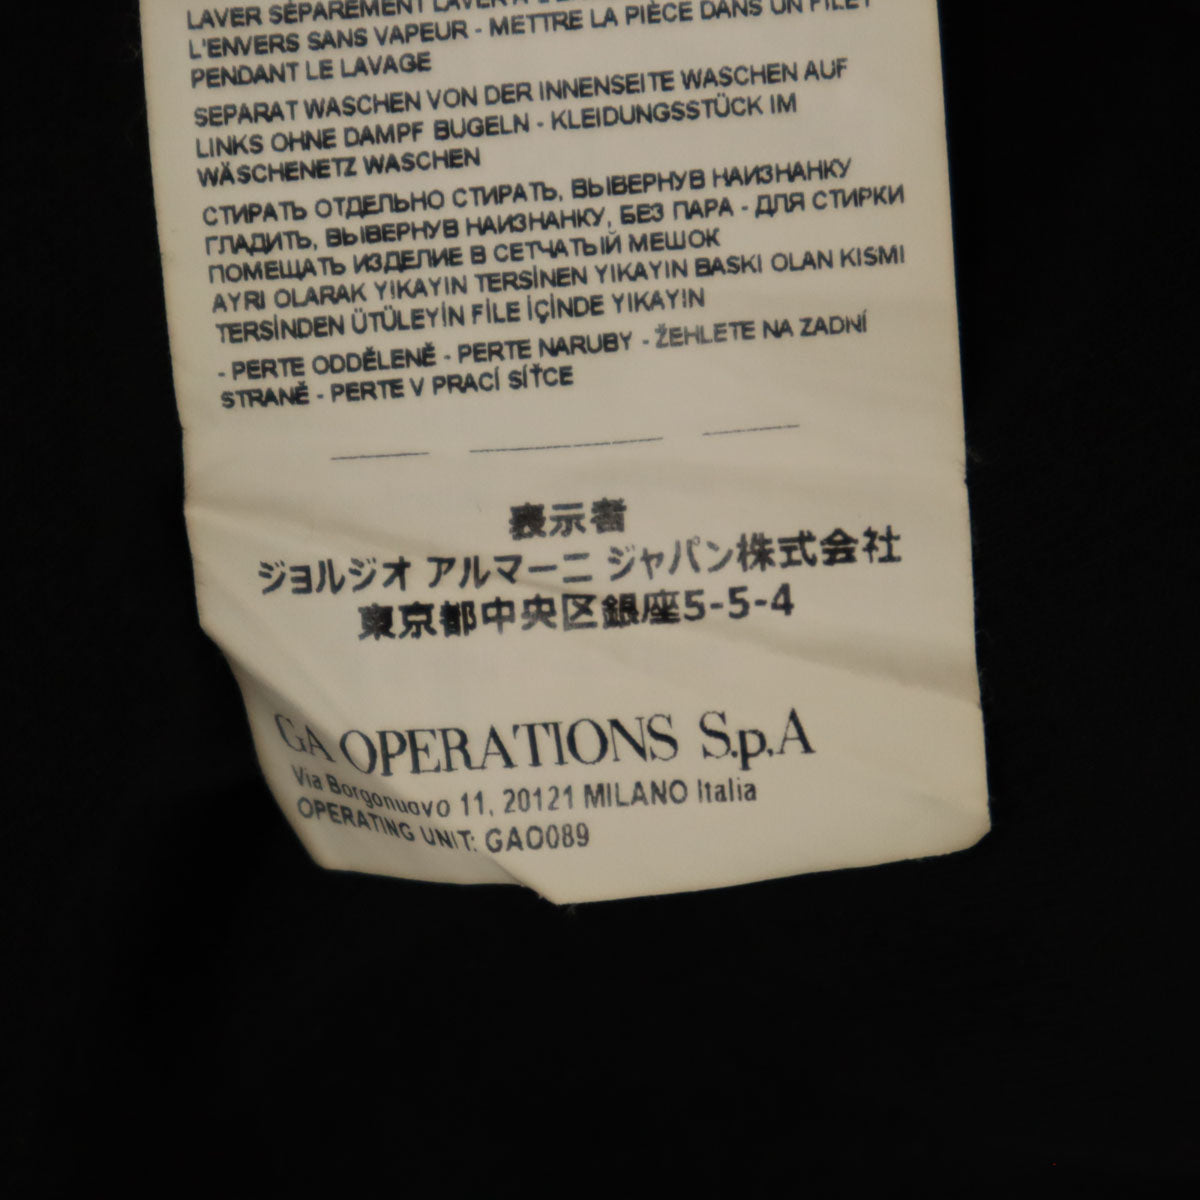 LAVER SÉPARÉMENT LAVER À
L'ENVERS SANS VAPEUR - METTRE LA PIÈCE DANS UN FILET
PENDANT LE LAVAGE
SEPARAT WASCHEN VON DER INNENSEITE WASCHEN AUF
LINKS OHNE DAMPF BUGELN - KLEIDUNGSSTÜCK IM
WÄSCHENETZ WASCHEN
СТИРАТЬ ОТДЕЛЬНО СТИРАТЬ, ВЫВЕРНУВ НАИЗНАНКУ
ГЛАДИТЬ, ВЫВЕРНУВ НАИЗНАНКУ, БЕЗ ПАРА - ДЛЯ СТИРКИ
ПОМЕЩАТЬ ИЗДЕЛИЕ В СЕТЧАТЫЙ МЕШОК
AYRI OLARAK YIKAYIN TERSİNEN YIKAYIN BASKI OLAN KISMI
TERSİNDEN ÜTÜLEYİN FİLE İÇİNDE YIKAYIN
- PERTE ODDĚLENĚ - PERTE NARUBY - ŽEHLETE NA ZADNÍ
STRANĚ - PERTE V PRACÍ SÍŤCE
表示者
ジョルジオ アルマーニ ジャパン株式会社
東京都中央区銀座5-5-4
GA OPERATIONS S.p.A
Via Borgonuovo 11, 20121 MILANO Italia
OPERATING UNIT: GAO089